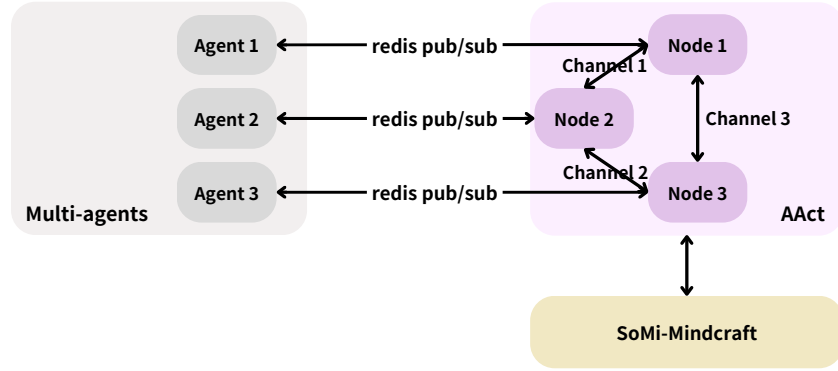 Agent 1
redis pub/sub
Node 1
Channel 1
Agent 2
redis pub/sub
Node 2
Channel 3
Channel 2
Agent 3
redis pub/sub
Node 3
Multi-agents
AAct
SoMi-Mindcraft